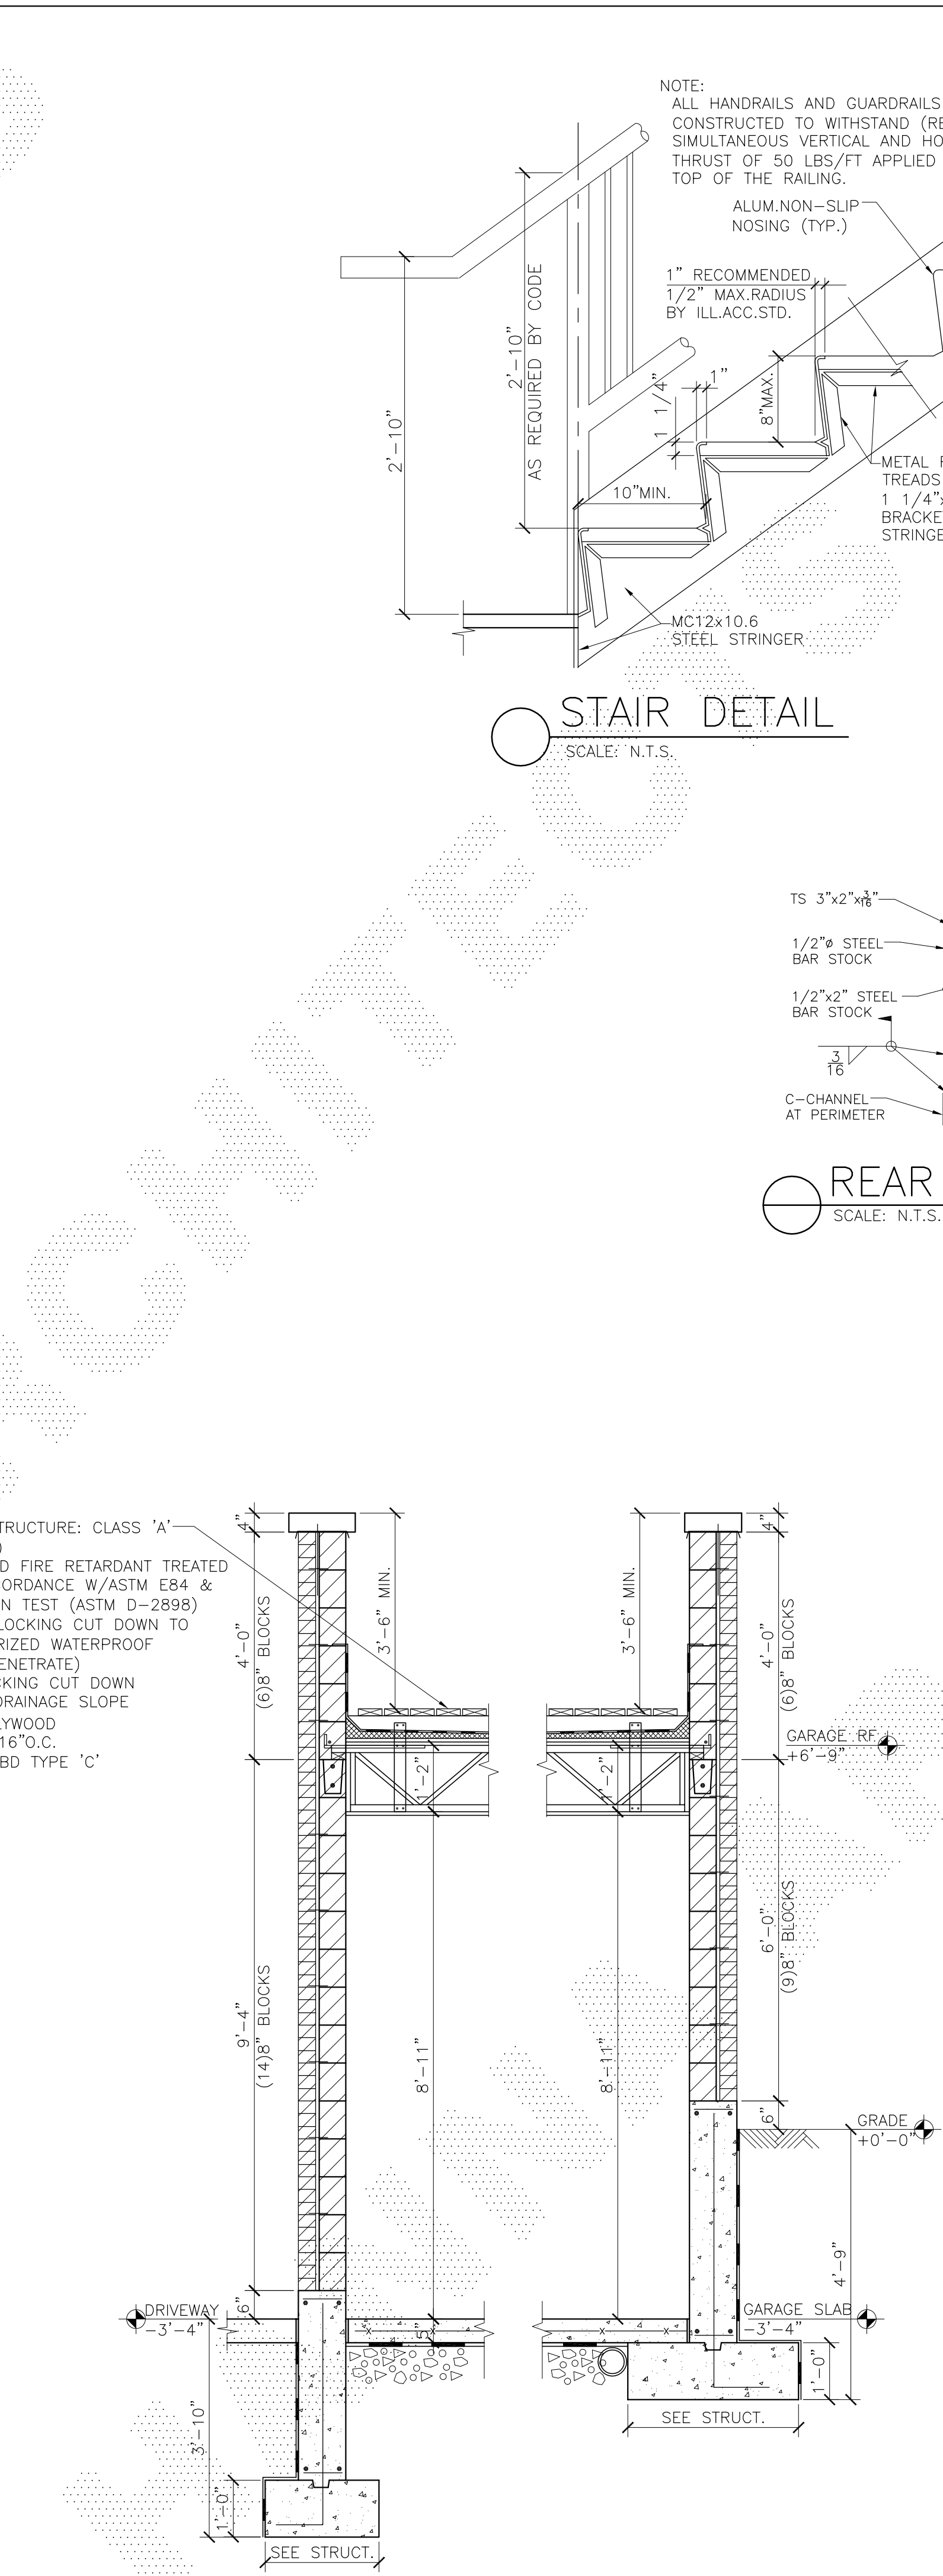 NOTE:
ALL HANDRAILS AND GUARDRAILS
CONSTRUCTED TO WITHSTAND (RE
SIMULTANEOUS VERTICAL AND HO
THRUST OF 50 LBS/FT APPLIED
TOP OF THE RAILING.
ALUM.NON-SLIP
NOSING (TYP.)
1" RECOMMENDED
1/2" MAX.RADIUS
BY ILL.ACC.STD.
2'-10"
2'-10"
AS REQUIRED BY CODE
1 1/4"
1"
8"MAX.
10"MIN.
METAL
TREADS
1 1/4"x
BRACKE
STRINGE
MC12x10.6
STEEL STRINGER
STAIR DETAIL
SCALE: N.T.S.
TS 3"x2"x3/16"
1/2"ø STEEL
BAR STOCK
1/2"x2" STEEL
BAR STOCK
3/16
C-CHANNEL
AT PERIMETER
REAR
SCALE: N.T.S.
TRUCTURE: CLASS 'A'
)
D FIRE RETARDANT TREATED
ORDANCE W/ASTM E84 &
N TEST (ASTM D-2898)
LOCKING CUT DOWN TO
RIZED WATERPROOF
ENETRATE)
CKING CUT DOWN
DRAINAGE SLOPE
LYWOOD
16"O.C.
BD TYPE 'C'
4"
4'-0"
(6)8" BLOCKS
3'-6" MIN.
3'-6" MIN.
4"
4'-0"
(6)8" BLOCKS
GARAGE RF
+6'-9"
1'-2"
1'-2"
9'-4"
(14)8" BLOCKS
8'-11"
8'-11"
6'-0"
(9)8" BLOCKS
6"
GRADE
+0'-0"
4'-9"
6"
DRIVEWAY
-3'-4"
5"
GARAGE SLAB
-3'-4"
3'-10"
1'-0"
1'-0"
SEE STRUCT.
SEE STRUCT.